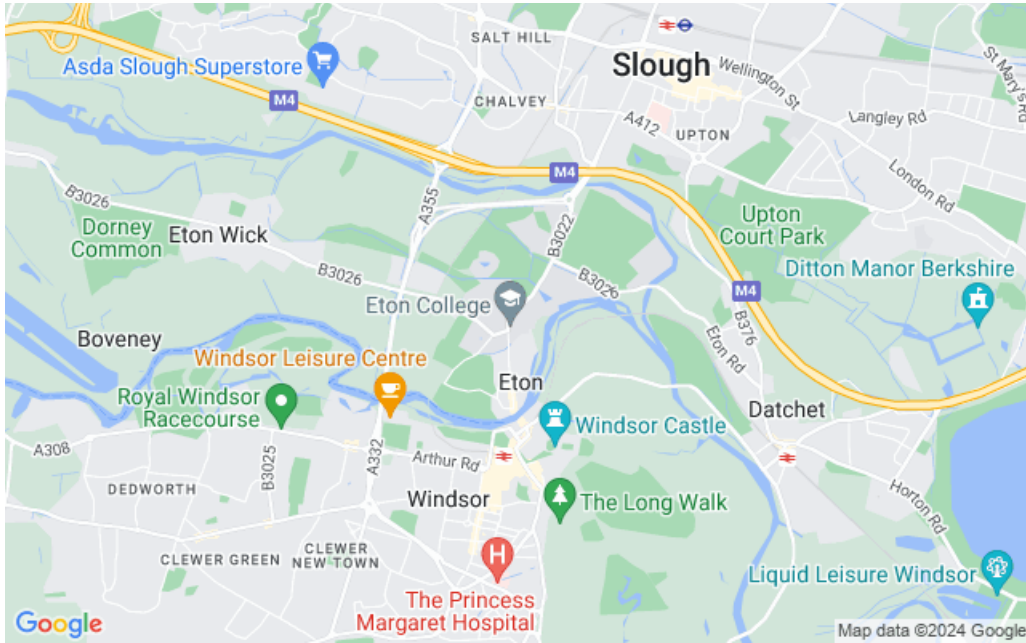 SALT HILL
Slough
Asda Slough Superstore
Wellington St
St Mary's Rd
M4
CHALVEY
A412
UPTON
Langley Rd
M4
London Rd
B3026
A355
B3022
Dorney
Common
Eton Wick
Upton
Court Park
B3026
B3026
Ditton Manor Berkshire
Eton College
M4
B376
Eton Rd
Boveney
Windsor Leisure Centre
Eton
Royal Windsor
Racecourse
Datchet
Windsor Castle
A308
B3025
A332
Arthur Rd
DEDWORTH
Windsor
The Long Walk
Horton Rd
CLEWER GREEN
CLEWER
NEW TOWN
H
Liquid Leisure Windsor
The Princess
Margaret Hospital
Google
Map data ©2024 Google